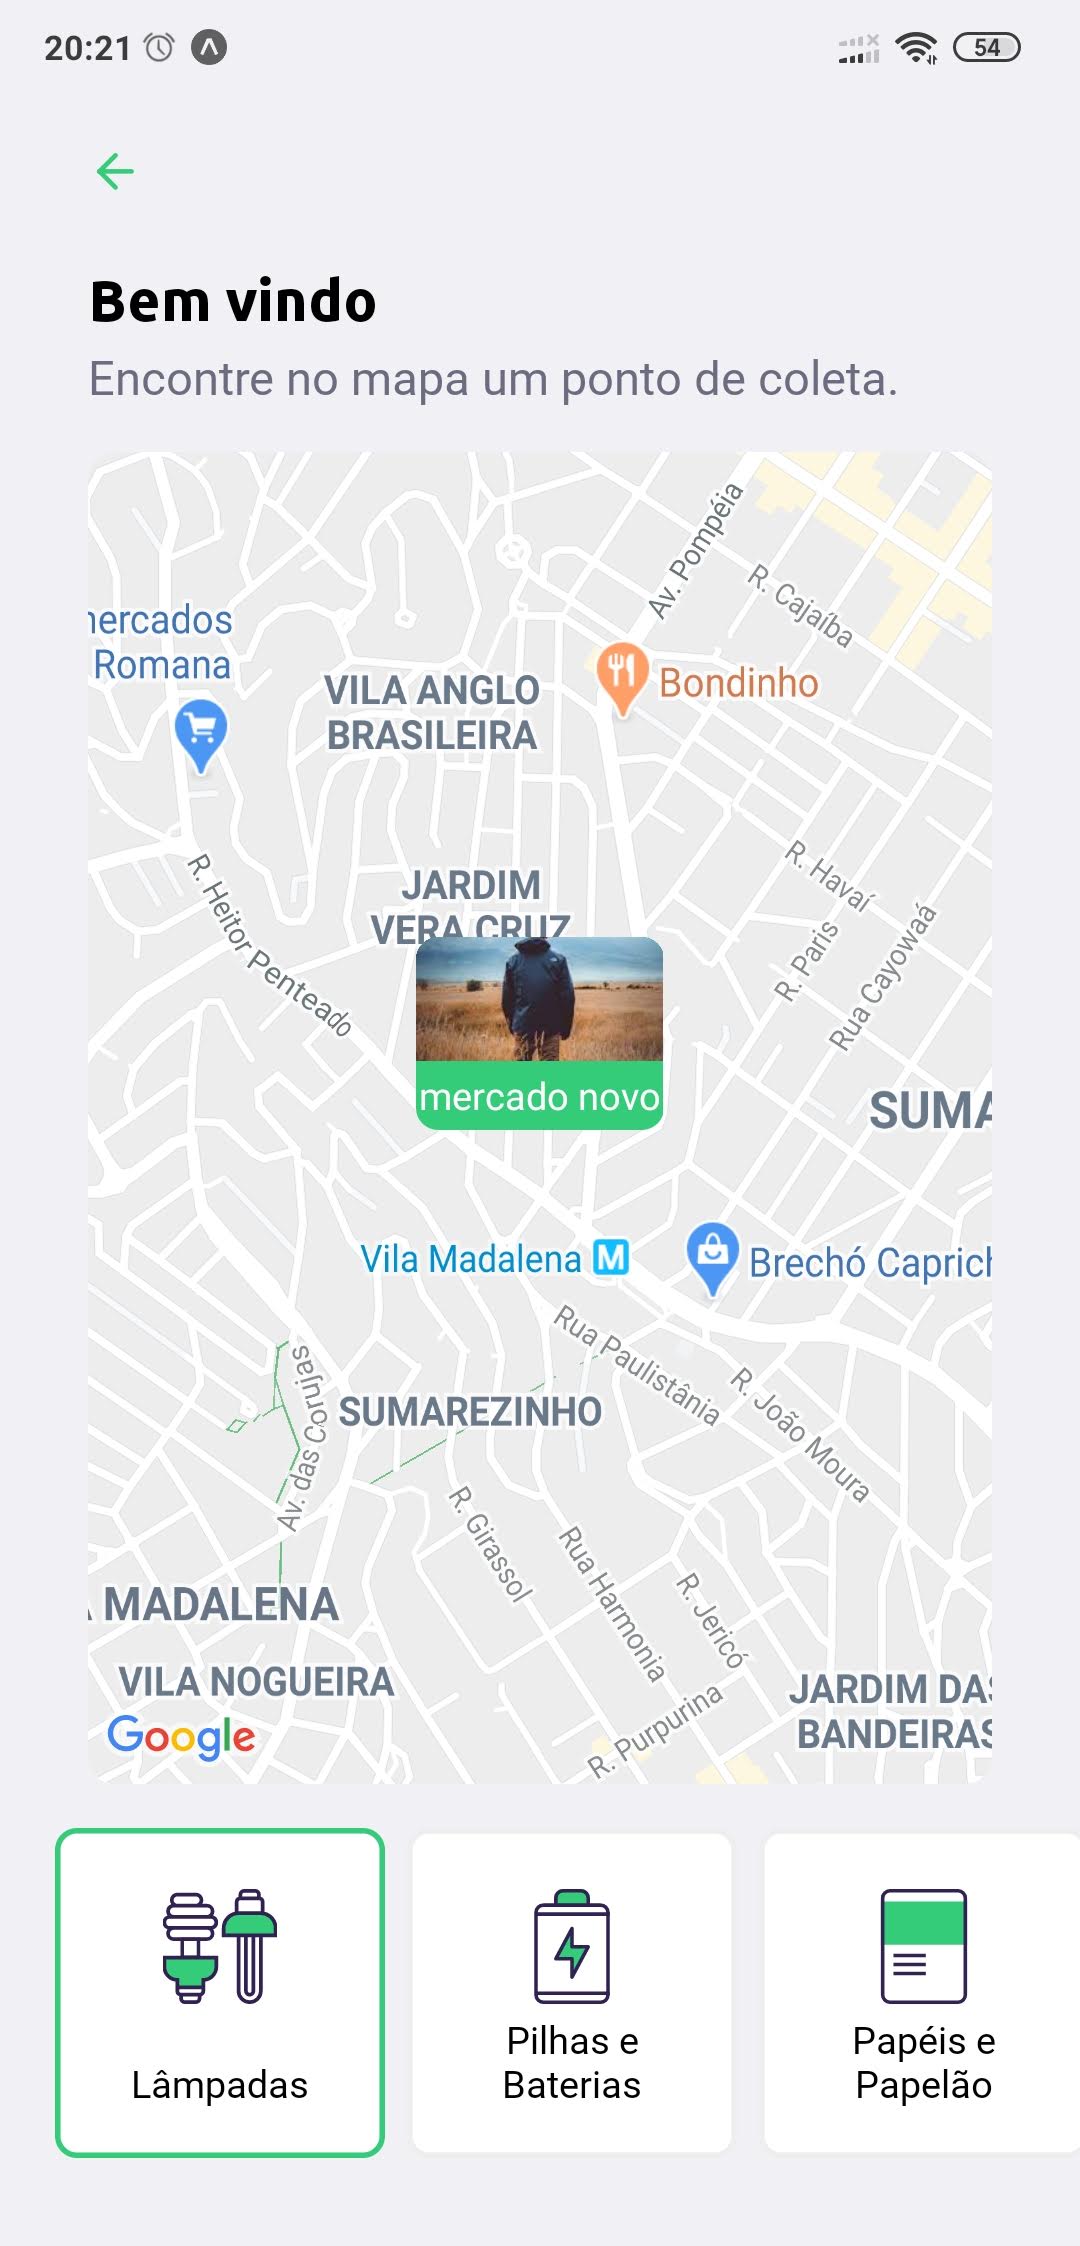 20:21
54
Bem vindo
Encontre no mapa um ponto de coleta.
Av. Pompéia
R. Cajaíba
Romana
Bondinho
VILA ANGLO
BRASILEIRA
R. Havaí
R. Heitor Penteado
JARDIM
VERA CRUZ
R. Paris
Rua Cayowaá
mercado novo
SUMA
Vila Madalena M
Brechó Caprich
Rua Paulistânia
Av. das Corujas
R. João Moura
SUMAREZINHO
R. Girassol
Rua Harmonia
R. Jericó
MADALENA
VILA NOGUEIRA
R. Purpurina
JARDIM DAS
BANDEIRAS
Google
Lâmpadas
Pilhas e
Baterias
Papéis e
Papelão